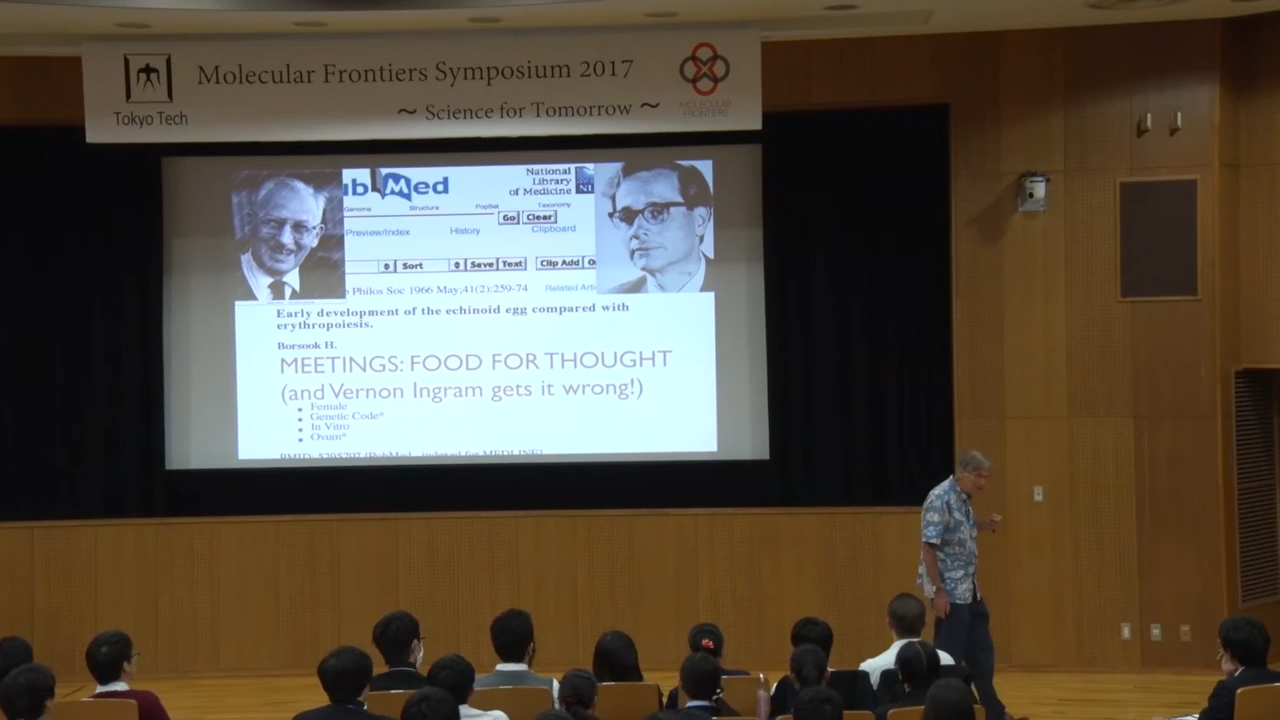 Molecular Frontiers Symposium 2017
~ Science for Tomorrow ~
Tokyo Tech
MOLECULAR
FRONTIERS
ubMed
National
Library
of Medicine
Genome Structure PopSet Taxonomy
Go Clear
Preview/Index History Clipboard
Sort Save Text Clip Add
Philos Soc 1966 May;41(2):259-74 Related
Early development of the echinoid egg compared with
erythropoiesis.
Borsook H.
MEETINGS: FOOD FOR THOUGHT
(and Vernon Ingram gets it wrong!)
Female
Genetic Code*
In Vitro
Ovum*